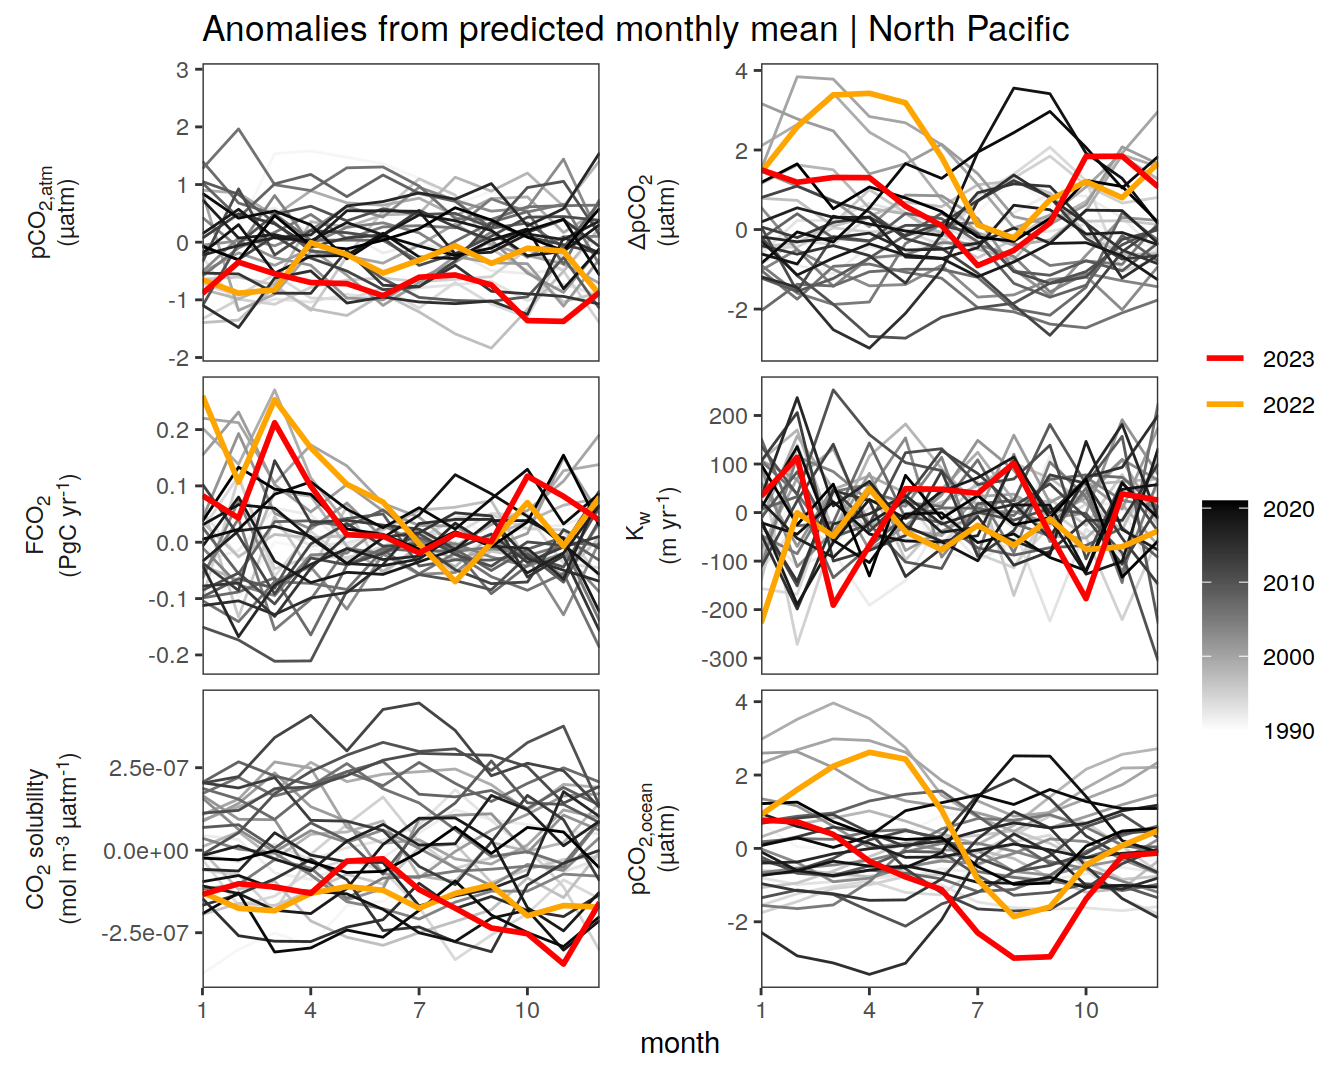 Anomalies from predicted monthly mean | North Pacific
pCO2,atm
(µatm)
3
2
1
0
-1
-2
ΔpCO2
(µatm)
4
2
0
-2
FCO2
(PgC yr-1)
0.2
0.1
0.0
-0.1
-0.2
Kw
(m yr-1)
200
100
0
-100
-200
-300
CO2 solubility
(mol m-3 µatm-1)
2.5e-07
0.0e+00
-2.5e-07
1
4
7
10
pCO2,ocean
(µatm)
4
2
0
-2
1
4
7
10
month
2023
2022
2020
2010
2000
1990